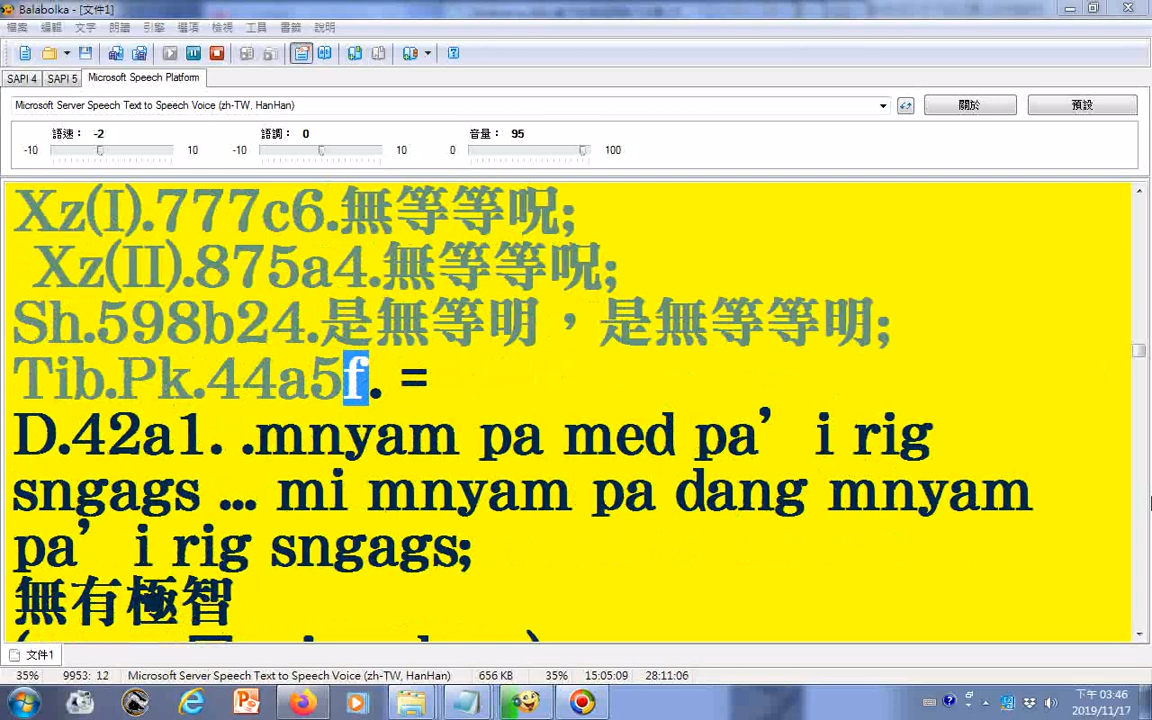 Balabolka - [文件1]
檔案 編輯 文字 朗讀 引擎 選項 檢視 工具 書籤 說明
SAPI 4 SAPI 5 Microsoft Speech Platform
Microsoft Server Speech Text to Speech Voice (zh-TW, HanHan) 關於 預設
語速： -2 語調： 0 音量： 95
-10 10 -10 10 0 100
Xz(I).777c6.無等等呪;
Xz(II).875a4.無等等呪;
Sh.598b24.是無等明，是無等等明;
Tib.Pk.44a5f. =
D.42a1. .mnyam pa med pa’i rig
sngags ... mi mnyam pa dang mnyam
pa’i rig sngags;
無有極智
文件1
35% 9953: 12 Microsoft Server Speech Text to Speech Voice (zh-TW, HanHan) 656 KB 35% 15:05:09 28:11:06
下午 03:46
2019/11/17